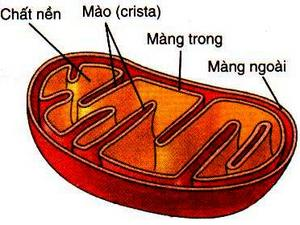 Chất nền
Mào (crista)
Màng trong
Màng ngoài